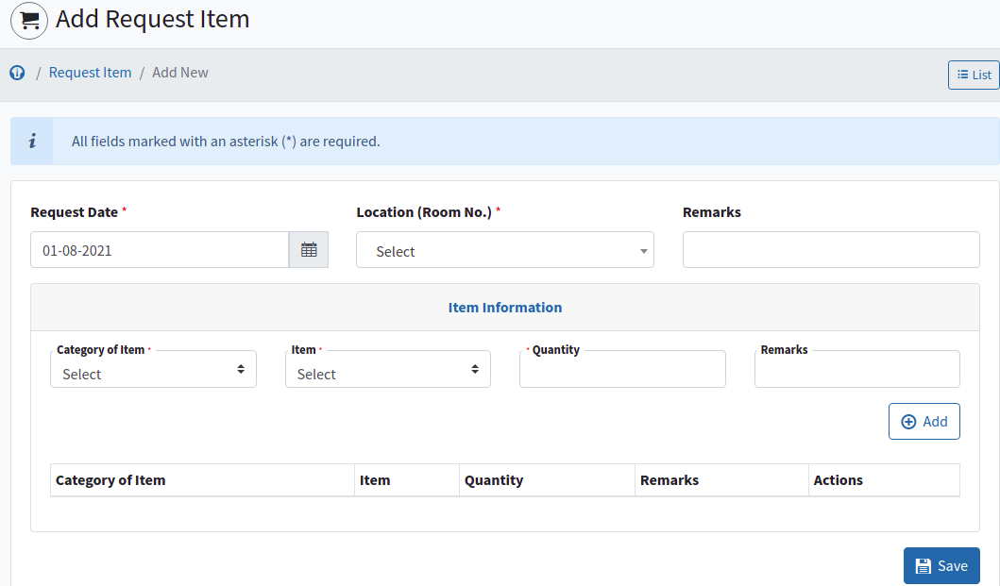 Add Request Item
/ Request Item / Add New
List
i All fields marked with an asterisk (*) are required.
Request Date * Location (Room No.) * Remarks
01-08-2021 Select
Item Information
Category of Item * Item * * Quantity Remarks
Select Select
Add
Category of Item Item Quantity Remarks Actions
Save